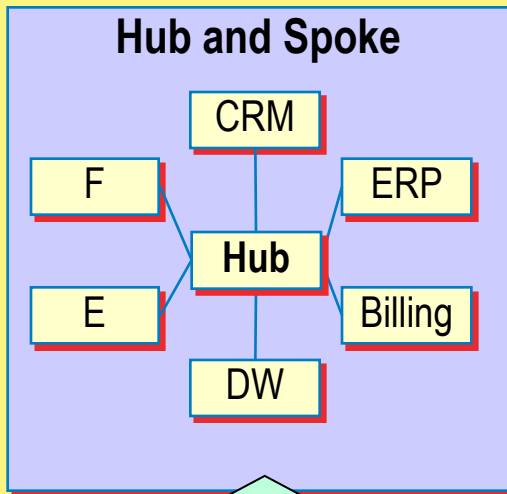 Hub and Spoke
CRM
F
ERP
Hub
E
Billing
DW